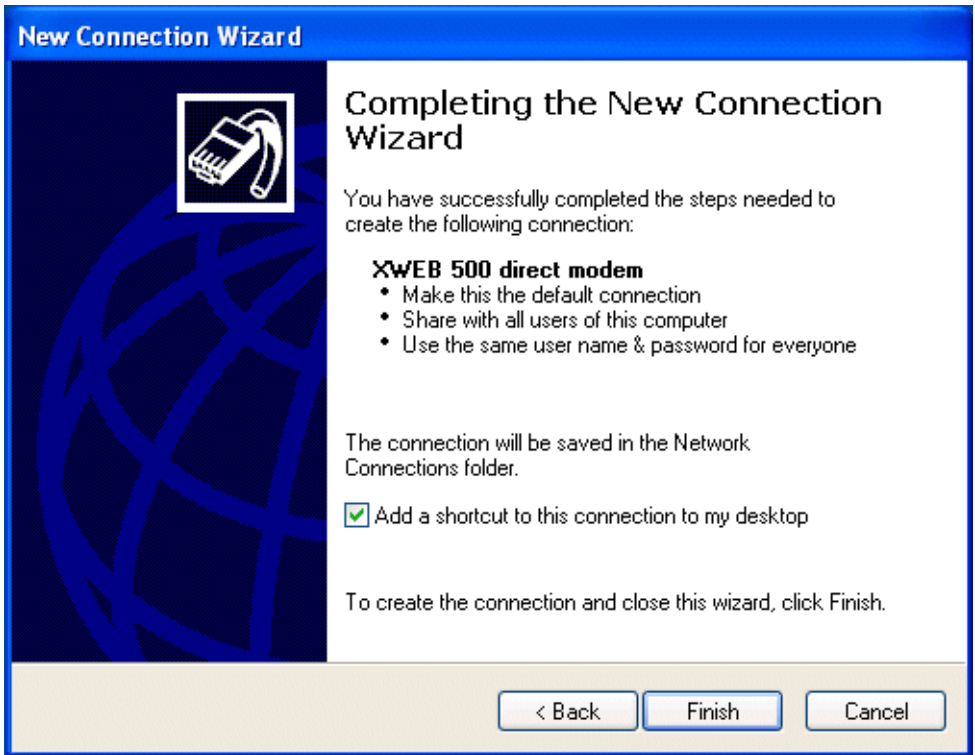 New Connection Wizard
Completing the New Connection
Wizard
You have successfully completed the steps needed to
create the following connection:
XWEB 500 direct modem
• Make this the default connection
• Share with all users of this computer
• Use the same user name & password for everyone
The connection will be saved in the Network
Connections folder.
Add a shortcut to this connection to my desktop
To create the connection and close this wizard, click Finish.
< Back Finish Cancel